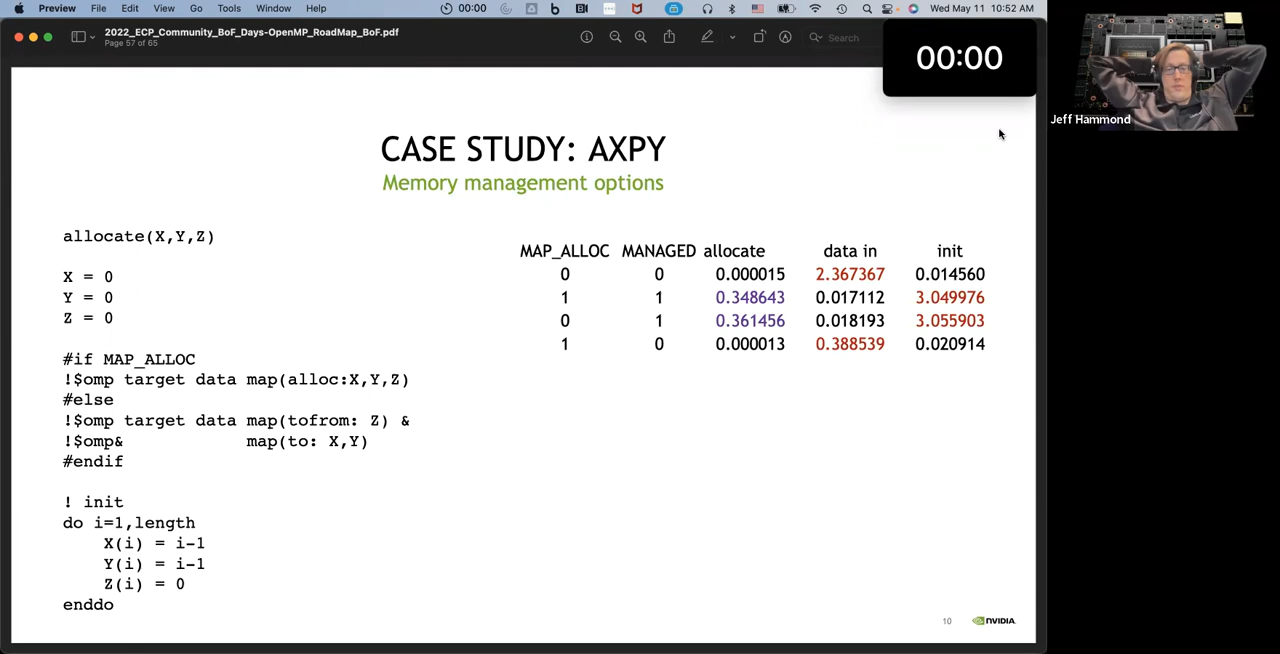 Preview File Edit View Go Tools Window Help 00:00 Wed May 11 10:52 AM
2022_ECP_Community_BoF_Days-OpenMP_RoadMap_BoF.pdf
Page 57 of 65
Search
00:00
Jeff Hammond
CASE STUDY: AXPY
Memory management options
allocate(X,Y,Z)
X = 0
Y = 0
Z = 0
#if MAP_ALLOC
!$omp target data map(alloc:X,Y,Z)
#else
!$omp target data map(tofrom: Z) &
!$omp& map(to: X,Y)
#endif
! init
do i=1,length
X(i) = i-1
Y(i) = i-1
Z(i) = 0
enddo
MAP_ALLOC MANAGED allocate data in init
0 0 0.000015 2.367367 0.014560
1 1 0.348643 0.017112 3.049976
0 1 0.361456 0.018193 3.055903
1 0 0.000013 0.388539 0.020914
10 NVIDIA